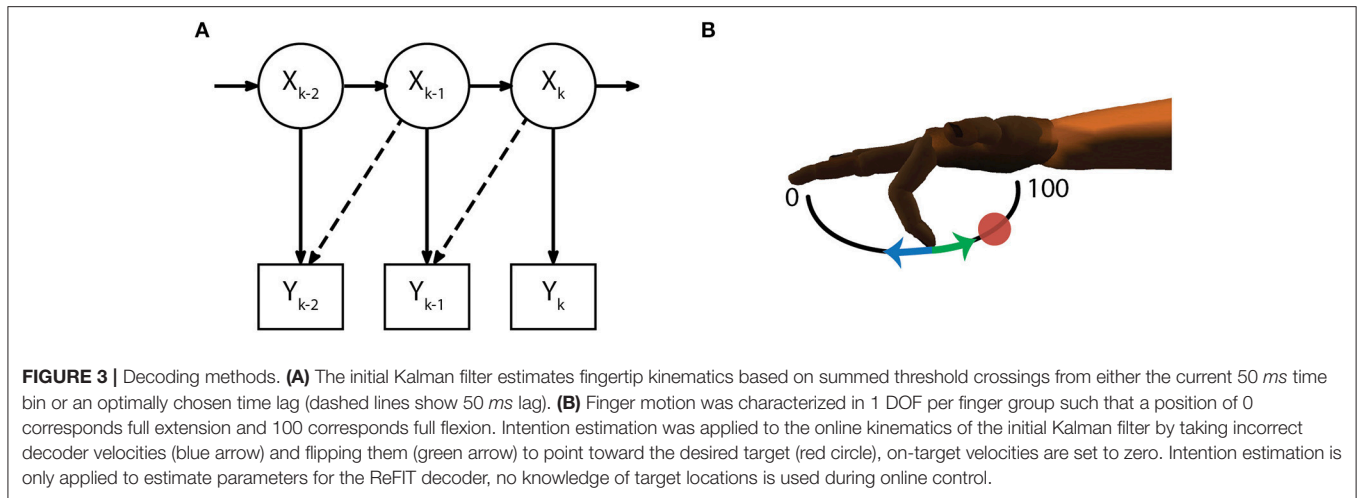 A
B
X k-2
X k-1
X k
Y k-2
Y k-1
Y k
0
100
FIGURE 3 | Decoding methods. (A) The initial Kalman filter estimates fingertip kinematics based on summed threshold crossings from either the current 50 ms time
bin or an optimally chosen time lag (dashed lines show 50 ms lag). (B) Finger motion was characterized in 1 DOF per finger group such that a position of 0
corresponds full extension and 100 corresponds full flexion. Intention estimation was applied to the online kinematics of the initial Kalman filter by taking incorrect
decoder velocities (blue arrow) and flipping them (green arrow) to point toward the desired target (red circle), on-target velocities are set to zero. Intention estimation is
only applied to estimate parameters for the ReFIT decoder, no knowledge of target locations is used during online control.